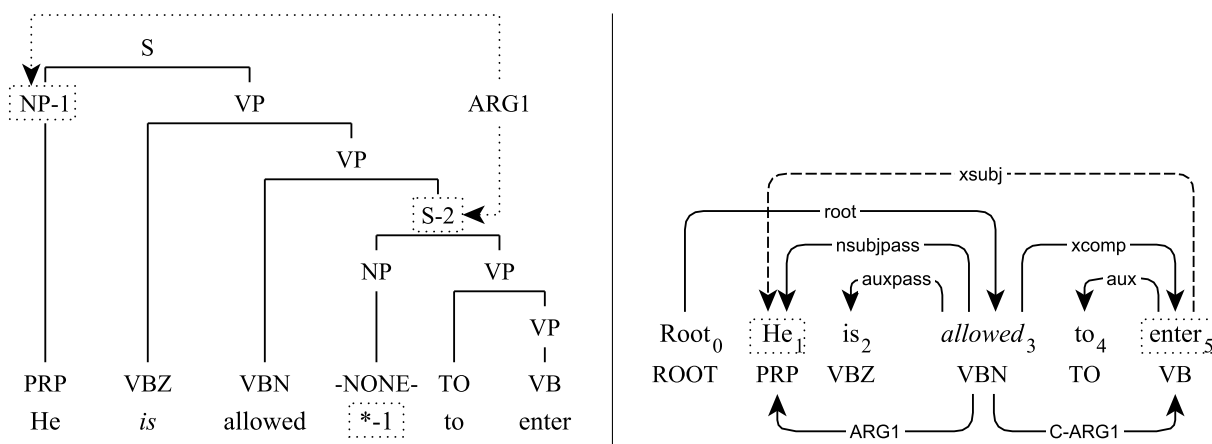 S
NP-1 VP ARG1
VP
S-2
NP VP
VP
PRP VBZ VBN -NONE- TO VB
He is allowed *-1 to enter
xsubj
root
nsubjpass xcomp
auxpass aux
Root0 He1 is2 allowed3 to4 enter5
ROOT PRP VBZ VBN TO VB
ARG1 C-ARG1